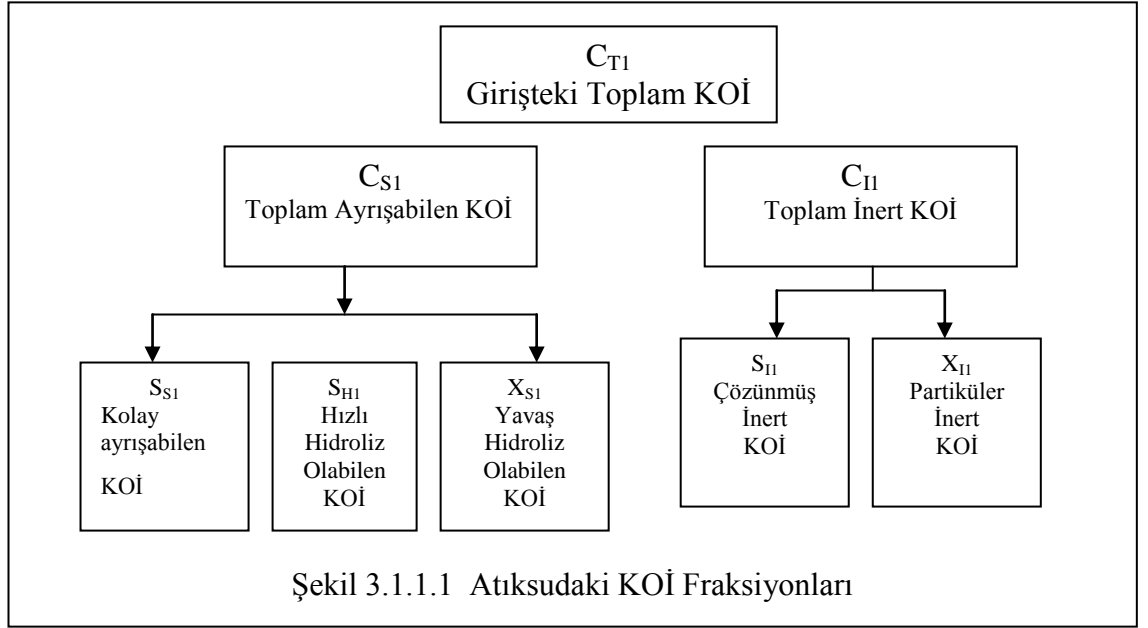 C_T1
Girişteki Toplam KOİ
C_S1
Toplam Ayrışabilen KOİ
C_I1
Toplam İnert KOİ
S_S1
Kolay
ayrışabilen
KOİ
S_H1
Hızlı
Hidroliz
Olabilen
KOİ
X_S1
Yavaş
Hidroliz
Olabilen
KOİ
S_I1
Çözünmüş
İnert
KOİ
X_I1
Partiküler
İnert
KOİ
Şekil 3.1.1.1 Atıksudaki KOİ Fraksiyonları